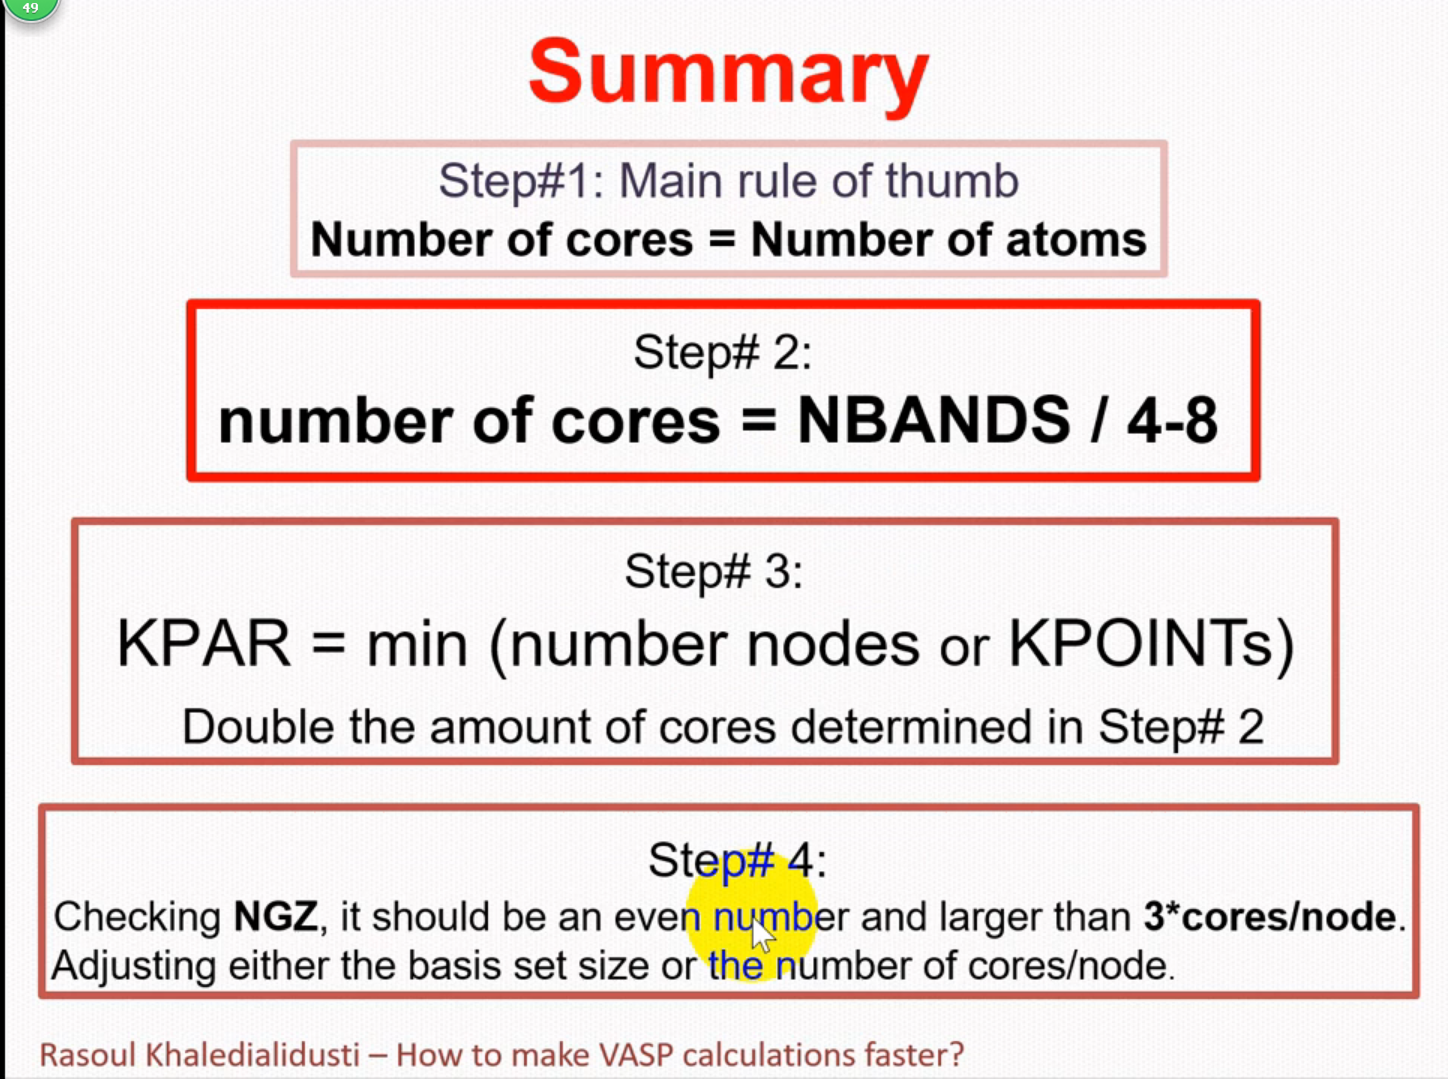 49
Summary
Step#1: Main rule of thumb
Number of cores = Number of atoms
Step# 2:
number of cores = NBANDS / 4-8
Step# 3:
KPAR = min (number nodes or KPOINTs)
Double the amount of cores determined in Step# 2
Step# 4:
Checking NGZ, it should be an even number and larger than 3*cores/node.
Adjusting either the basis set size or the number of cores/node.
Rasoul Khaledialidusti – How to make VASP calculations faster?